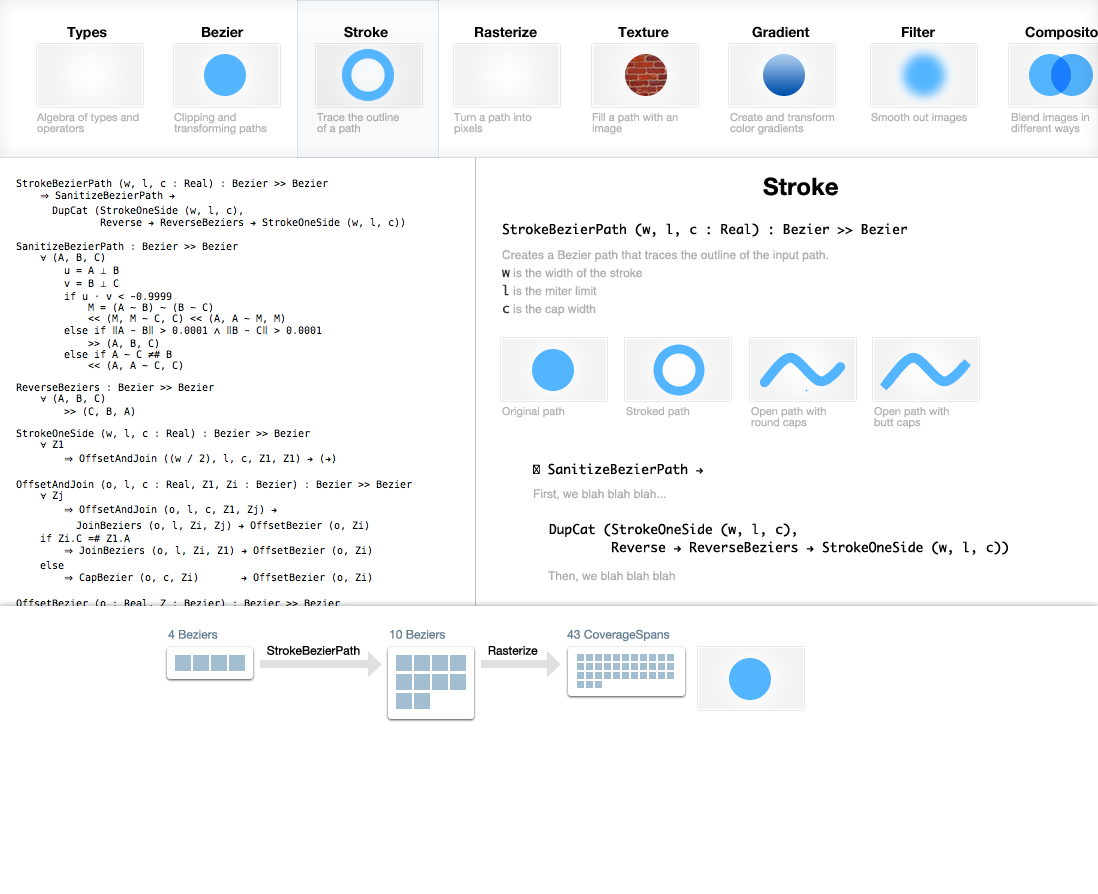 Types
Bezier
Stroke
Rasterize
Texture
Gradient
Filter
Composito
Algebra of types and
operators
Clipping and
transforming paths
Trace the outline
of a path
Turn a path into
pixels
Fill a path with an
image
Create and transform
color gradients
Smooth out images
Blend images in
different ways
StrokeBezierPath (w, l, c : Real) : Bezier >> Bezier
⇒ SanitizeBezierPath →
DupCat (StrokeOneSide (w, l, c),
Reverse → ReverseBeziers → StrokeOneSide (w, l, c))
SanitizeBezierPath : Bezier >> Bezier
∀ (A, B, C)
u = A ⊥ B
v = B ⊥ C
if u · v < -0.9999
M = (A ~ B) ~ (B ~ C)
<< (M, M ~ C, C) << (A, A ~ M, M)
else if ‖A - B‖ > 0.0001 ∧ ‖B - C‖ > 0.0001
>> (A, B, C)
else if A ~ C ≠# B
<< (A, A ~ C, C)
ReverseBeziers : Bezier >> Bezier
∀ (A, B, C)
>> (C, B, A)
StrokeOneSide (w, l, c : Real) : Bezier >> Bezier
∀ Z1
⇒ OffsetAndJoin ((w / 2), l, c, Z1, Z1) → (→)
OffsetAndJoin (o, l, c : Real, Z1, Zi : Bezier) : Bezier >> Bezier
∀ Zj
⇒ OffsetAndJoin (o, l, c, Z1, Zj) →
JoinBeziers (o, l, Zi, Zj) → OffsetBezier (o, Zi)
if Zi.C =# Z1.A
⇒ JoinBeziers (o, l, Zi, Z1) → OffsetBezier (o, Zi)
else
⇒ CapBezier (o, c, Zi) → OffsetBezier (o, Zi)
OffsetBezier (o : Real, Z : Bezier) : Bezier >> Bezier
Stroke
StrokeBezierPath (w, l, c : Real) : Bezier >> Bezier
Creates a Bezier path that traces the outline of the input path.
w is the width of the stroke
l is the miter limit
c is the cap width
Original path
Stroked path
Open path with
round caps
Open path with
butt caps
SanitizeBezierPath →
First, we blah blah blah...
DupCat (StrokeOneSide (w, l, c),
Reverse → ReverseBeziers → StrokeOneSide (w, l, c))
Then, we blah blah blah
4 Beziers
StrokeBezierPath
10 Beziers
Rasterize
43 CoverageSpans